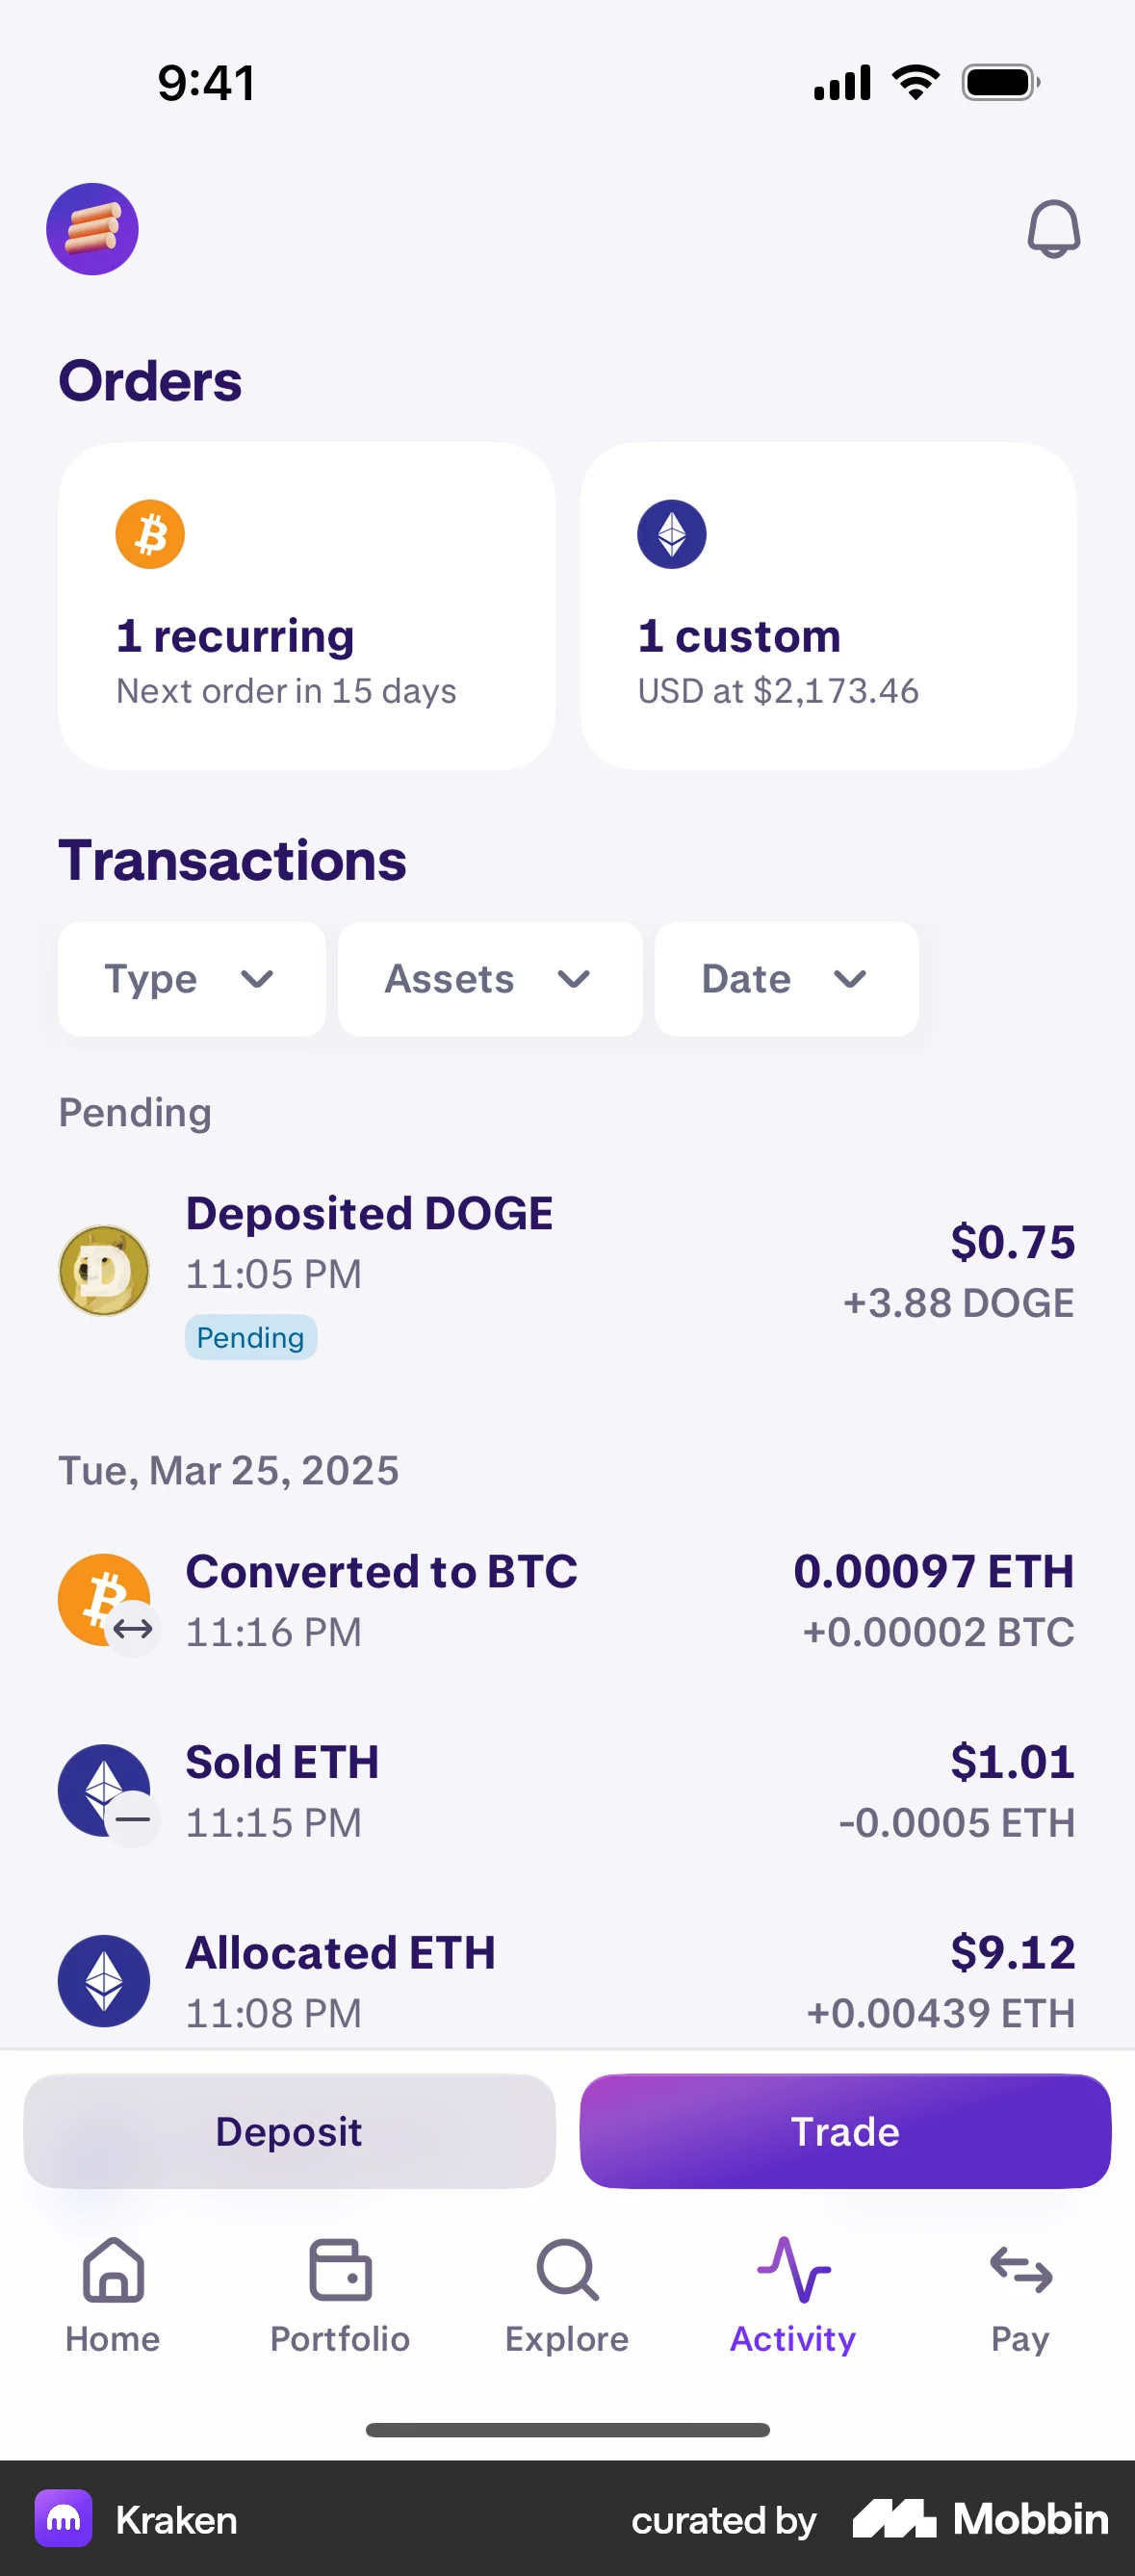 9:41
Orders
1 recurring
Next order in 15 days
1 custom
USD at $2,173.46
Transactions
Type
Assets
Date
Pending
Deposited DOGE
$0.75
11:05 PM
+3.88 DOGE
Pending
Tue, Mar 25, 2025
Converted to BTC
0.00097 ETH
11:16 PM
+0.00002 BTC
Sold ETH
$1.01
11:15 PM
-0.0005 ETH
Allocated ETH
$9.12
11:08 PM
+0.00439 ETH
Deposit
Trade
Home
Portfolio
Explore
Activity
Pay
Kraken
curated by
Mobbin